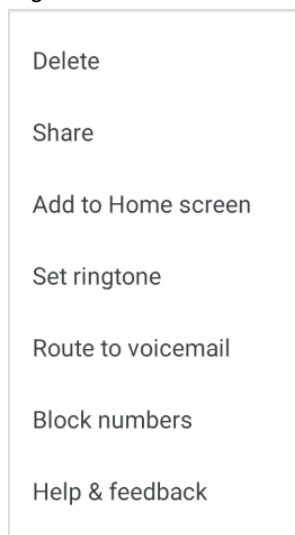 Delete
Share
Add to Home screen
Set ringtone
Route to voicemail
Block numbers
Help & feedback